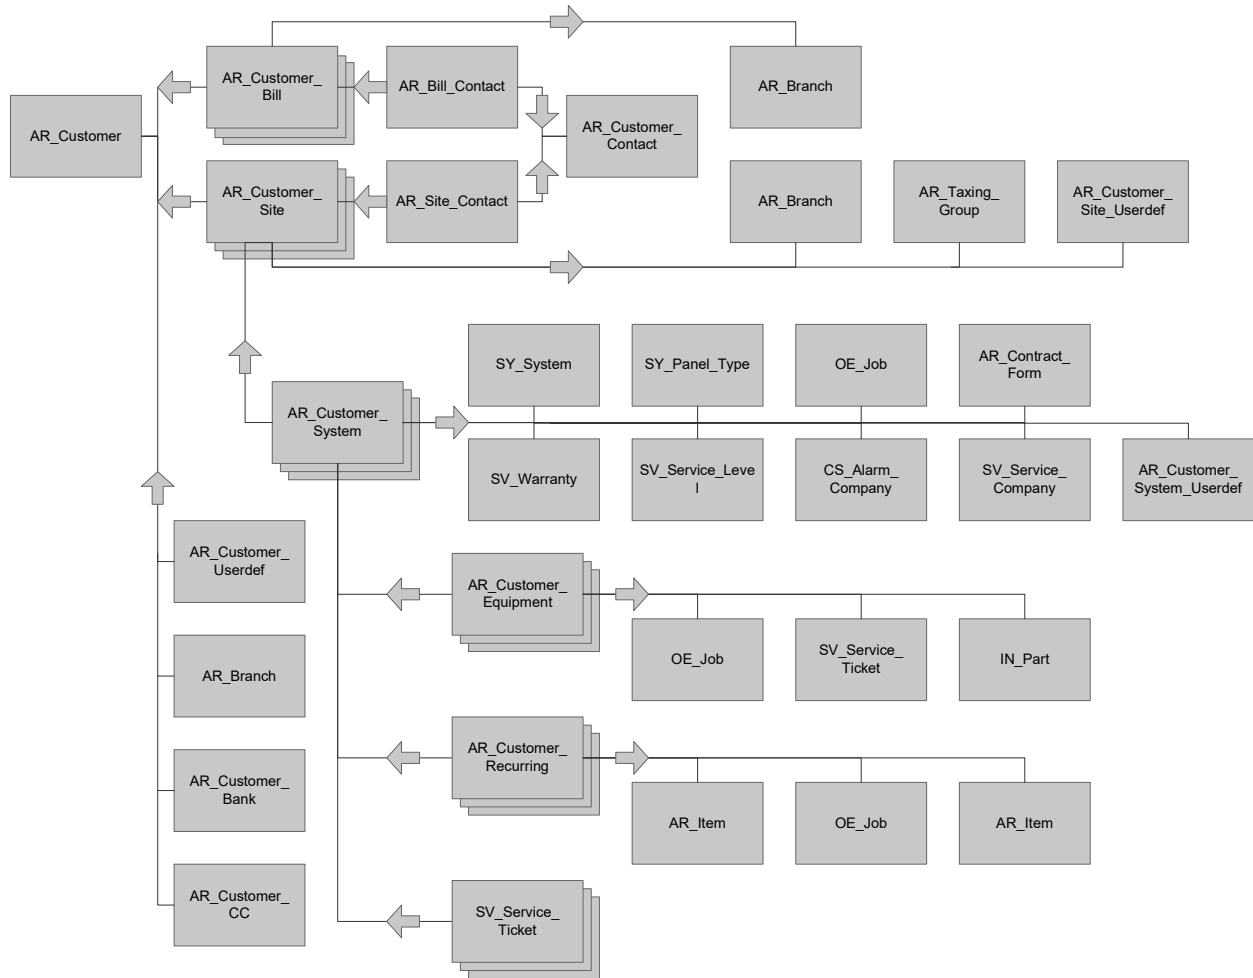 AR_Customer_
Bill
AR_Bill_Contact
AR_Branch
AR_Customer
AR_Customer_
Contact
AR_Customer_
Site
AR_Site_Contact
AR_Branch
AR_Taxing_
Group
AR_Customer_
Site_Userdef
SY_System
SY_Panel_Type
OE_Job
AR_Contract_
Form
AR_Customer_
System
SV_Warranty
SV_Service_Leve
l
CS_Alarm_
Company
SV_Service_
Company
AR_Customer_
System_Userdef
AR_Customer_
Userdef
AR_Customer_
Equipment
OE_Job
SV_Service_
Ticket
IN_Part
AR_Branch
AR_Customer_
Recurring
AR_Customer_
Bank
AR_Item
OE_Job
AR_Item
AR_Customer_
CC
SV_Service_
Ticket